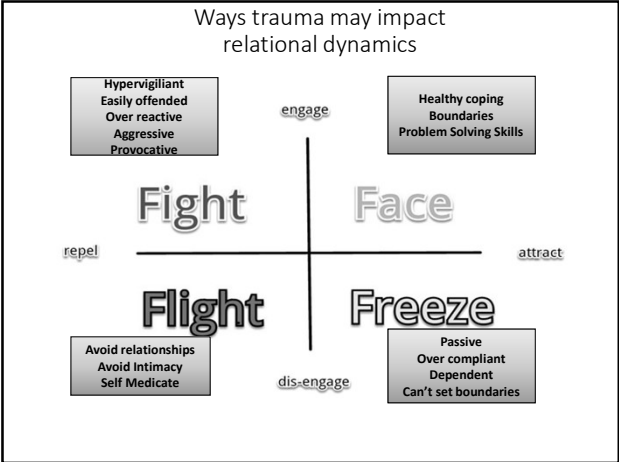 Ways trauma may impact
relational dynamics
Hypervigiliant
Easily offended
Over reactive
Aggressive
Provocative
engage
Healthy coping
Boundaries
Problem Solving Skills
Fight
Face
repel
attract
Flight
Freeze
Avoid relationships
Avoid Intimacy
Self Medicate
dis-engage
Passive
Over compliant
Dependent
Can't set boundaries